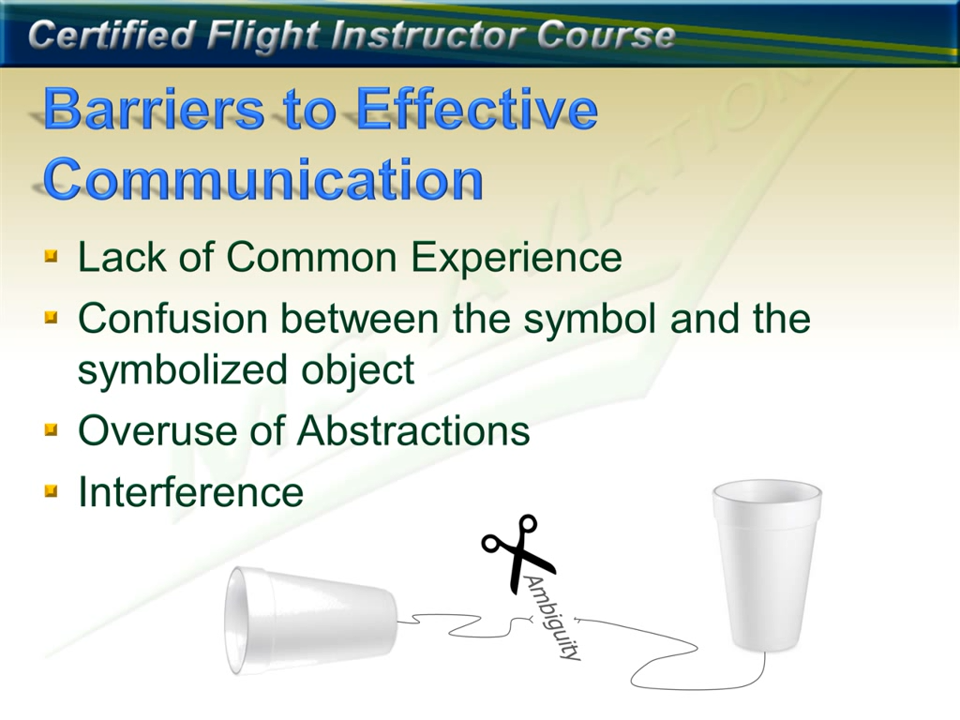 Certified Flight Instructor Course
Barriers to Effective
Communication
Lack of Common Experience
Confusion between the symbol and the
symbolized object
Overuse of Abstractions
Interference
Ambiguity
AVIATION